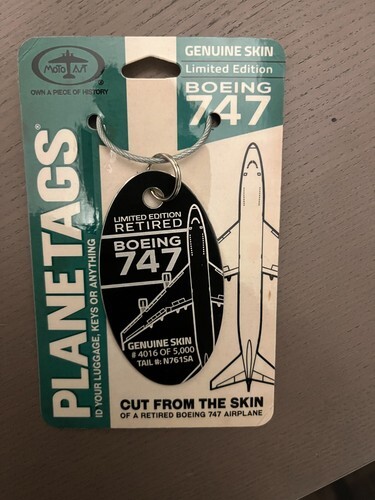 MOTO ART
®
OWN A PIECE OF HISTORY
GENUINE SKIN
Limited Edition
BOEING
747
PLANETAGS®
ID YOUR LUGGAGE, KEYS OR ANYTHING
LIMITED EDITION
RETIRED
BOEING
747
GENUINE SKIN
# 4016 OF 5,000
TAIL #: N761SA
CUT FROM THE SKIN
OF A RETIRED BOEING 747 AIRPLANE